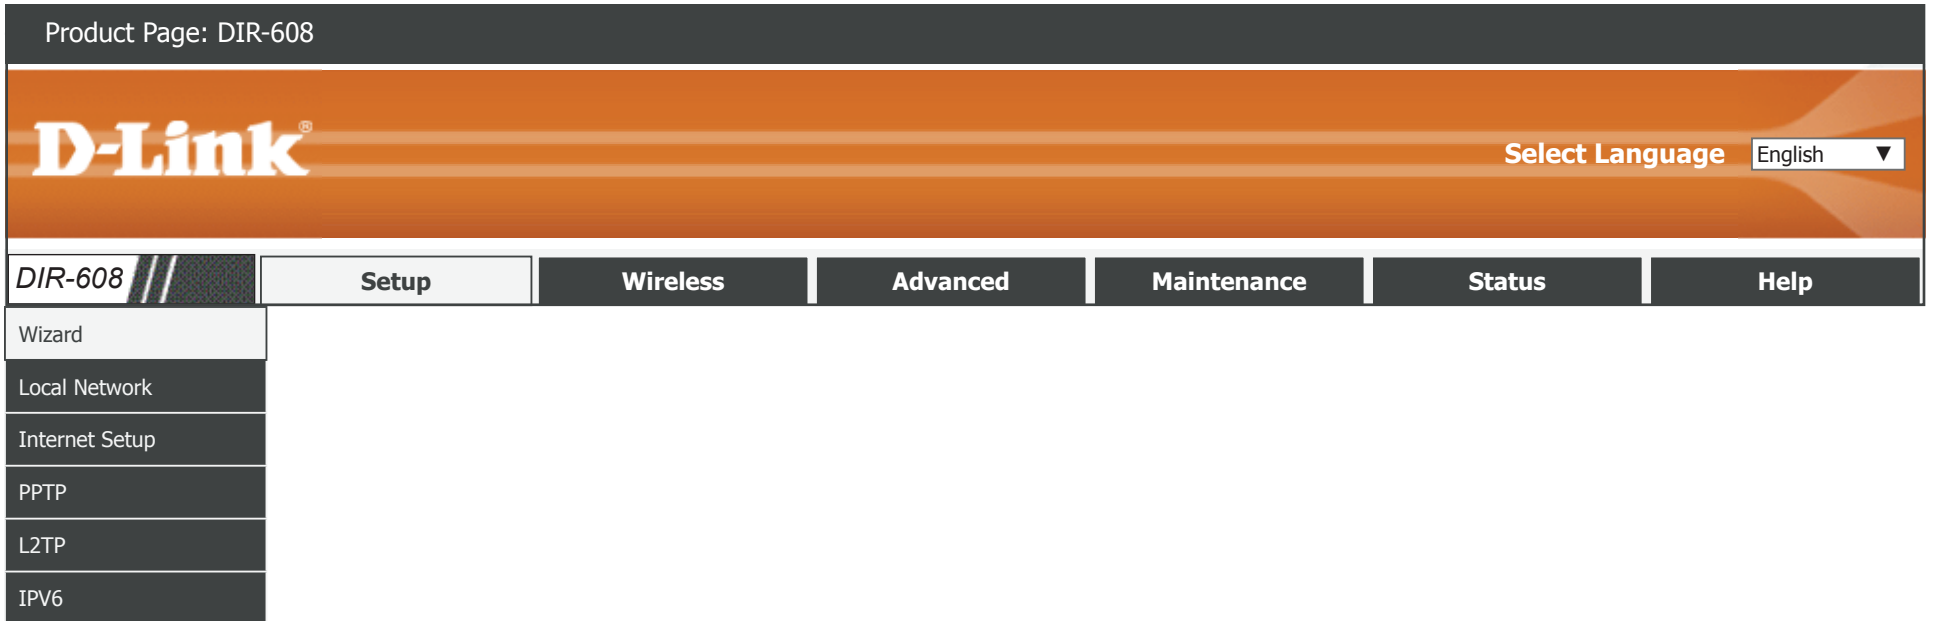 Product Page: DIR-608
D-Link®
Select Language English ▼
DIR-608 Setup Wireless Advanced Maintenance Status Help
Wizard
Local Network
Internet Setup
PPTP
L2TP
IPV6